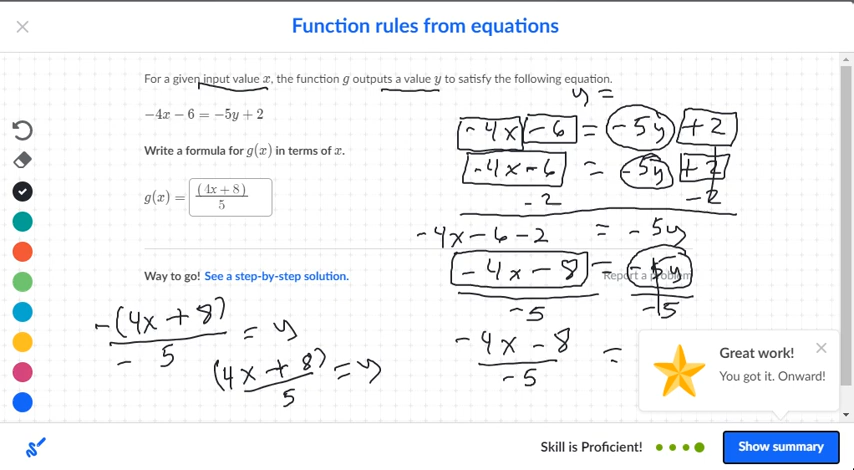 Function rules from equations
For a given input value x, the function g outputs a value y to satisfy the following equation.
y =
−4x − 6 = −5y + 2
-4x -6 = -5y +2
Write a formula for g(x) in terms of x.
-4x-6 = -5y +2
g(x) = (4x+8)/5
-2 -2
-4x-6-2 = -5y
Way to go! See a step-by-step solution.
-4x-8 = -5y
Report a problem
-5 -5
-(4x+8)/-5 = y
(4x+8)/5 = y
-4x-8/-5 =
Great work!
You got it. Onward!
Skill is Proficient!
Show summary